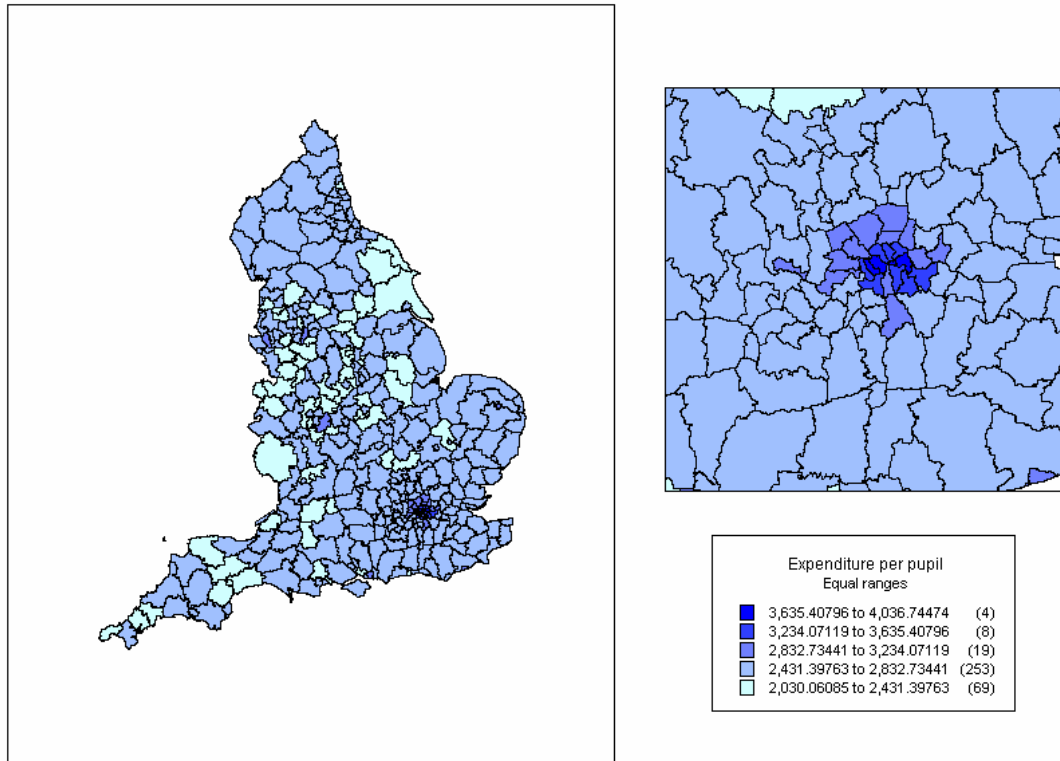 Expenditure per pupil
Equal ranges
3,635.40796 to 4,036.74474 (4)
3,234.07119 to 3,635.40796 (8)
2,832.73441 to 3,234.07119 (19)
2,431.39763 to 2,832.73441 (253)
2,030.06085 to 2,431.39763 (69)